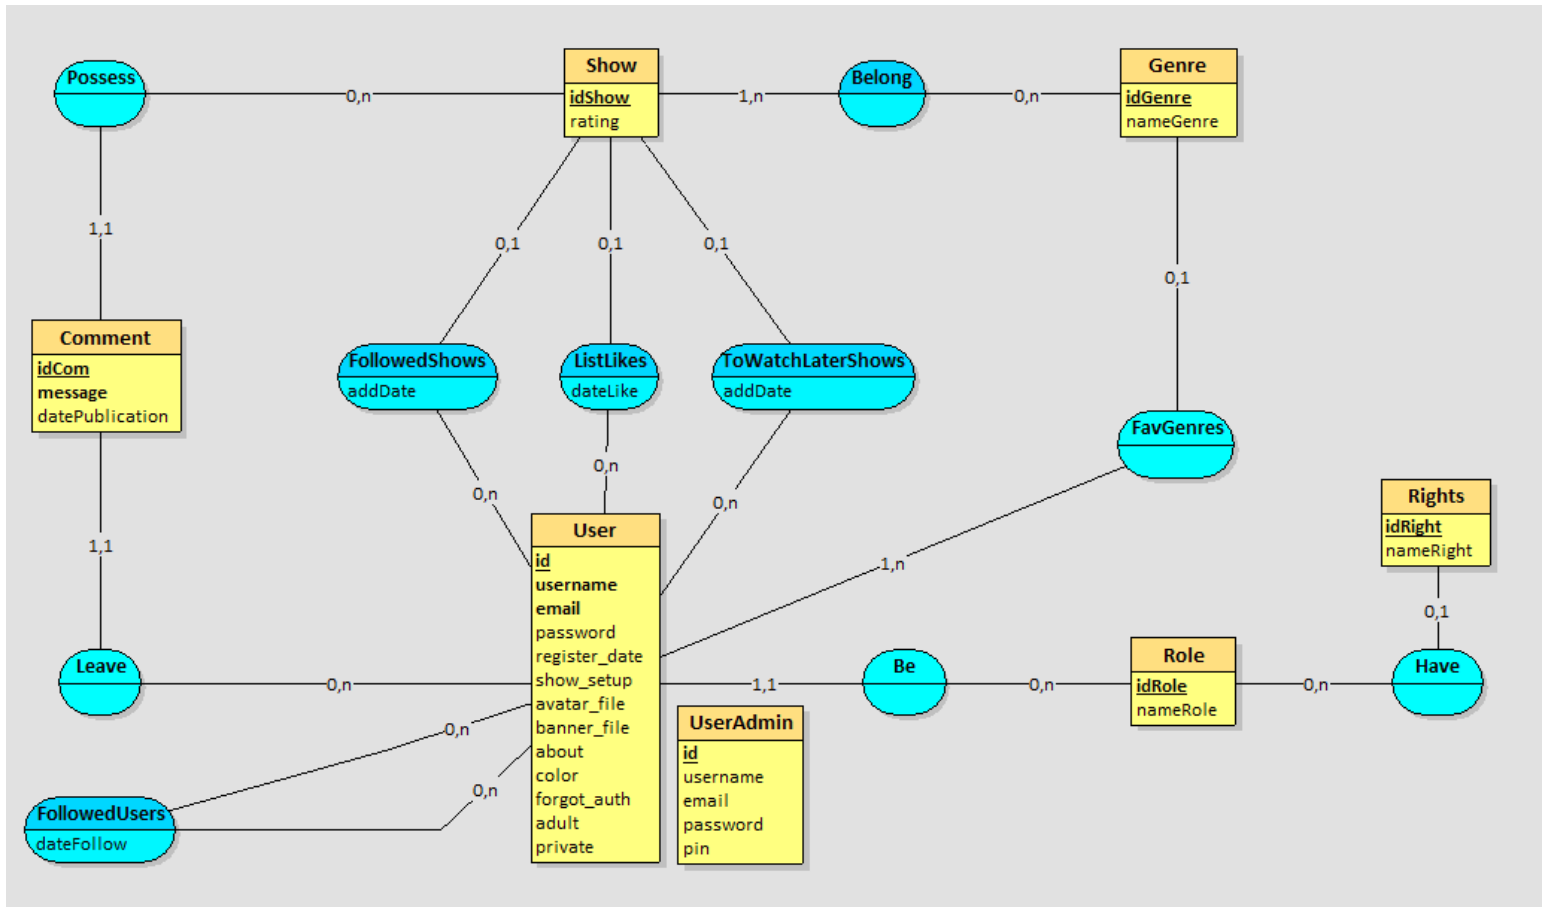 Possess
0,n
Show
idShow
rating
1,n
Belong
0,n
Genre
idGenre
nameGenre
1,1
0,1
0,1
0,1
0,1
Comment
idCom
message
datePublication
FollowedShows
addDate
ListLikes
dateLike
ToWatchLaterShows
addDate
FavGenres
0,n
0,n
0,n
1,n
1,1
Rights
idRight
nameRight
0,1
User
id
username
email
password
register_date
show_setup
avatar_file
banner_file
about
color
forgot_auth
adult
private
Leave
0,n
1,1
Be
0,n
Role
idRole
nameRole
0,n
Have
UserAdmin
id
username
email
password
pin
0,n
0,n
FollowedUsers
dateFollow